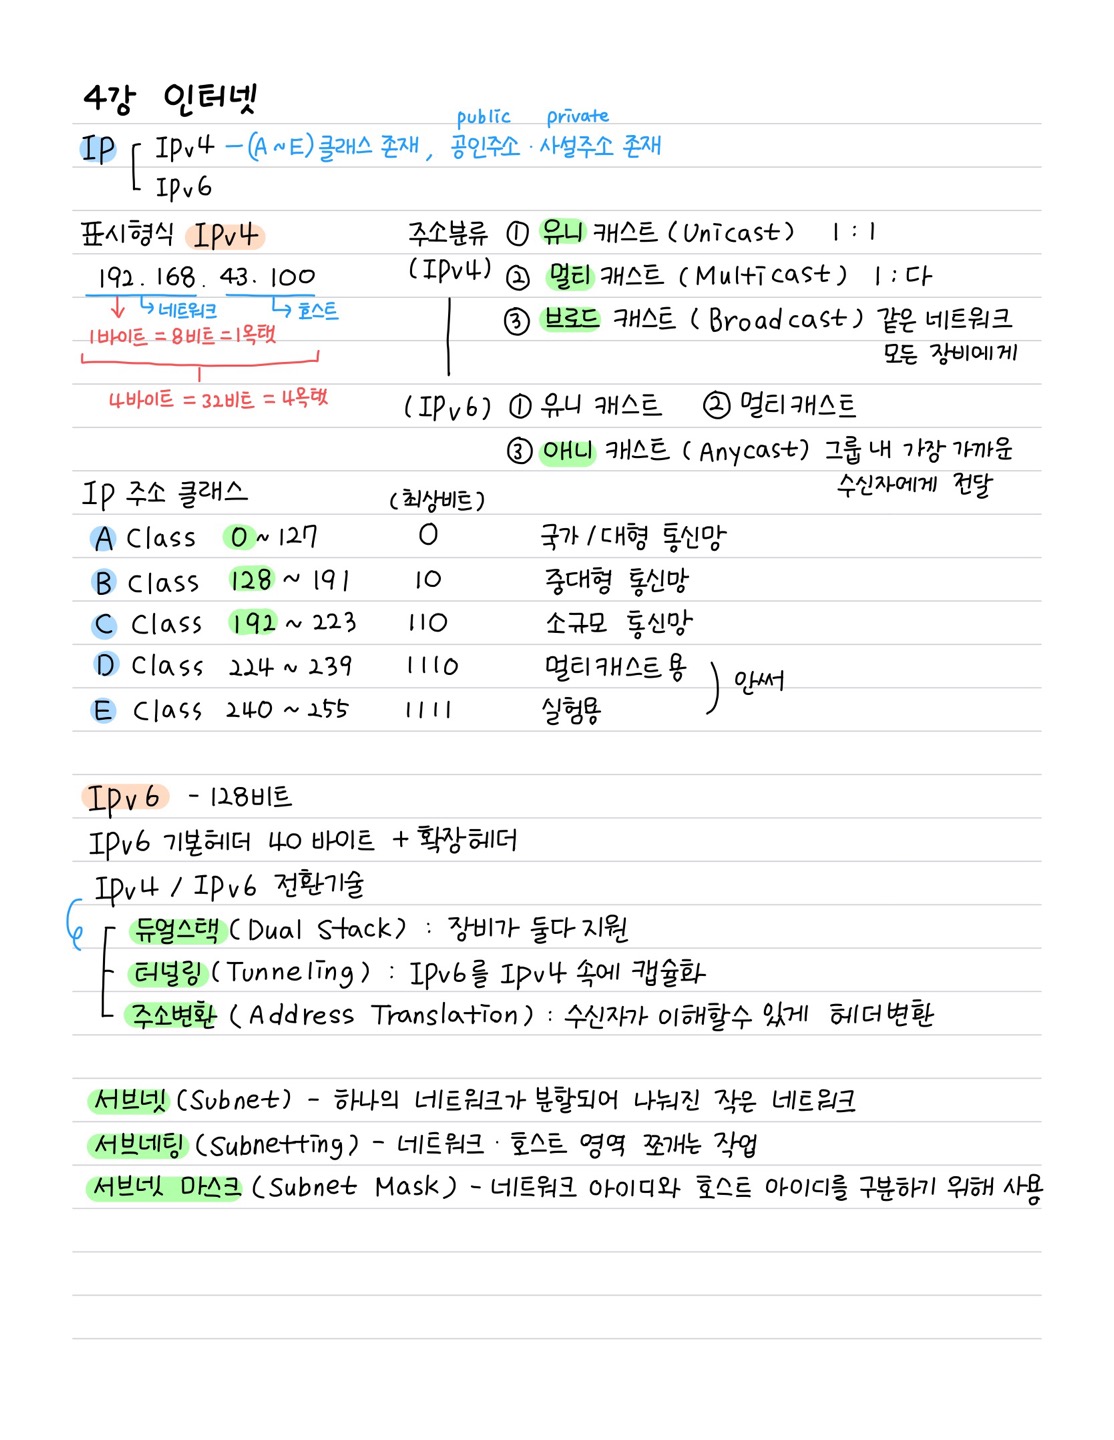 4강 인터넷
public private
IP IPv4 - (A~E)클래스 존재, 공인주소·사설주소 존재
IPv6
표시형식 IPv4
192.168.43.100
네트워크 호스트
1바이트 = 8비트 = 1옥탯
4바이트 = 32비트 = 4옥탯
주소분류 ① 유니 캐스트 (Unicast) 1:1
(IPv4) ② 멀티 캐스트 (Multicast) 1:다
③ 브로드 캐스트 (Broadcast) 같은 네트워크
모든 장비에게
(IPv6) ① 유니 캐스트 ② 멀티캐스트
③ 애니 캐스트 (Anycast) 그룹 내 가장 가까운
수신자에게 전달
IP 주소 클래스 (최상비트)
A Class 0~127 0 국가/대형 통신망
B Class 128 ~ 191 10 중대형 통신망
C Class 192 ~ 223 110 소규모 통신망
D Class 224 ~ 239 1110 멀티캐스트용
E Class 240 ~ 255 1111 실험용
) 안써
IPv6 - 128비트
IPv6 기본헤더 40 바이트 + 확장헤더
IPv4 / IPv6 전환기술
듀얼스택 (Dual Stack) : 장비가 둘다 지원
터널링 (Tunneling) : IPv6를 IPv4 속에 캡슐화
주소변환 (Address Translation) : 수신자가 이해할수 있게 헤더변환
서브넷 (Subnet) - 하나의 네트워크가 분할되어 나눠진 작은 네트워크
서브네팅 (Subnetting) - 네트워크·호스트 영역 쪼개는 작업
서브넷 마스크 (Subnet Mask) - 네트워크 아이디와 호스트 아이디를 구분하기 위해 사용